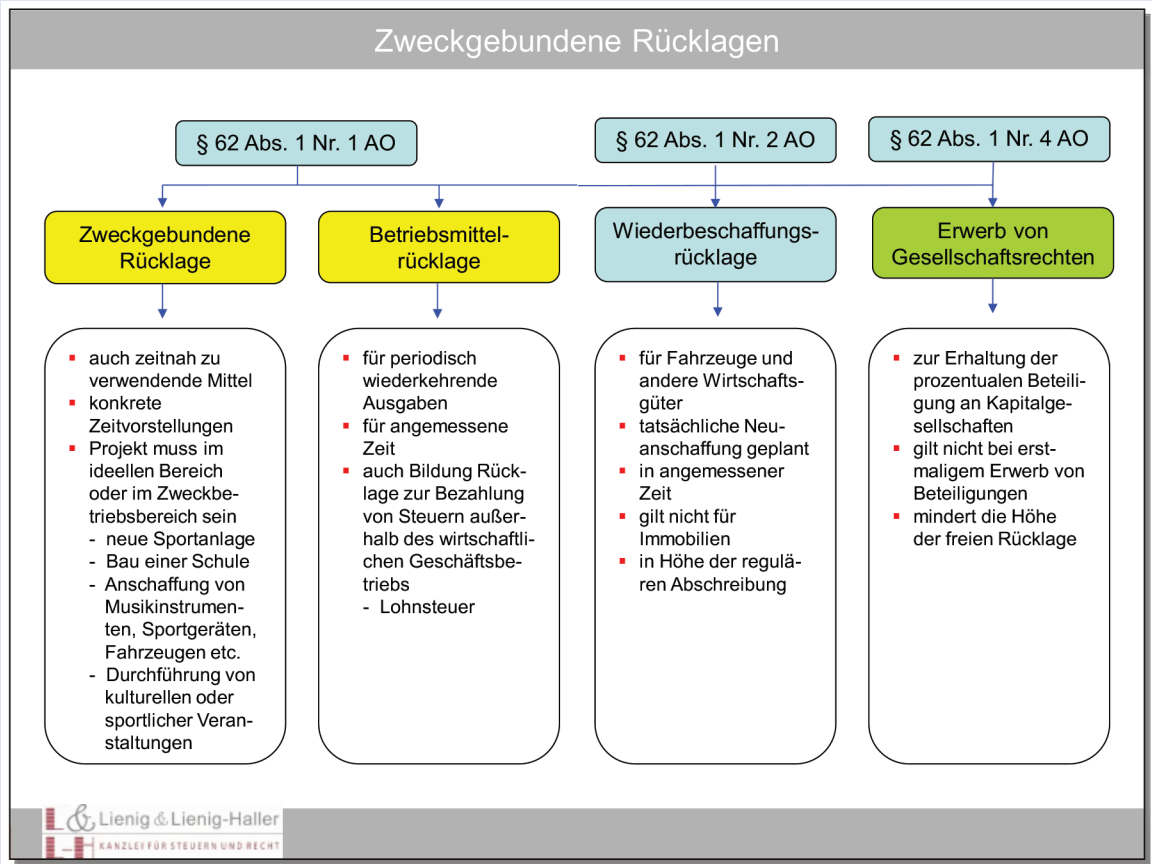 Zweckgebundene Rücklagen
§ 62 Abs. 1 Nr. 1 AO
§ 62 Abs. 1 Nr. 2 AO
§ 62 Abs. 1 Nr. 4 AO
Zweckgebundene
Rücklage
Betriebsmittel-
rücklage
Wiederbeschaffungs-
rücklage
Erwerb von
Gesellschaftsrechten
▪ auch zeitnah zu
verwendende Mittel
▪ konkrete
Zeitvorstellungen
▪ Projekt muss im
ideellen Bereich
oder im Zweckbe-
triebsbereich sein
- neue Sportanlage
- Bau einer Schule
- Anschaffung von
Musikinstrumen-
ten, Sportgeräten,
Fahrzeugen etc.
- Durchführung von
kulturellen oder
sportlicher Veran-
staltungen
▪ für periodisch
wiederkehrende
Ausgaben
▪ für angemessene
Zeit
▪ auch Bildung Rück-
lage zur Bezahlung
von Steuern außer-
halb des wirtschaftli-
chen Geschäftsbe-
triebs
- Lohnsteuer
▪ für Fahrzeuge und
andere Wirtschafts-
güter
▪ tatsächliche Neu-
anschaffung geplant
▪ in angemessener
Zeit
▪ gilt nicht für
Immobilien
▪ in Höhe der regulä-
ren Abschreibung
▪ zur Erhaltung der
prozentualen Beteili-
gung an Kapitalge-
sellschaften
▪ gilt nicht bei erst-
maligem Erwerb von
Beteiligungen
▪ mindert die Höhe
der freien Rücklage
L& Lienig & Lienig-Haller
L-H KANZLEI FÜR STEUERN UND RECHT